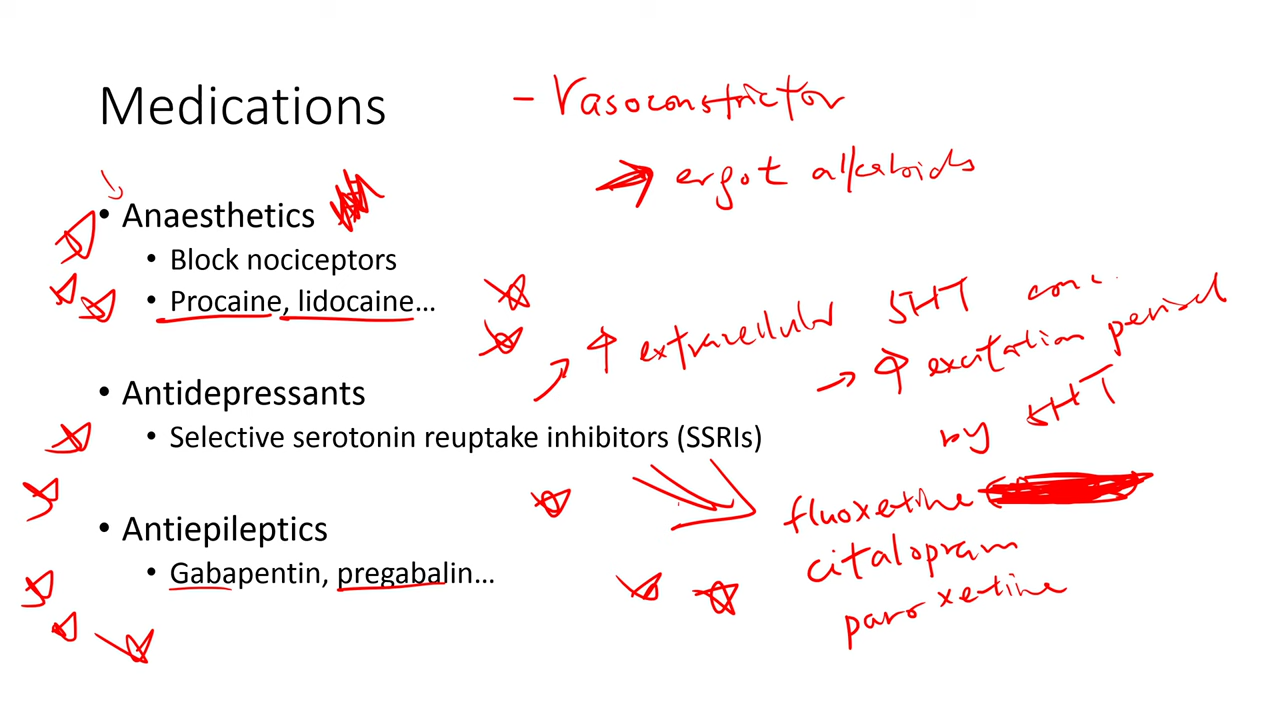 Medications
- Vasoconstrictor
→ ergot alkaloids
• Anaesthetics
• Block nociceptors
• Procaine, lidocaine…
↑ extracellular 5HT conc
→ ↑ excitation period
by 5HT
• Antidepressants
• Selective serotonin reuptake inhibitors (SSRIs)
fluoxetine
citalopram
paroxetine
• Antiepileptics
• Gabapentin, pregabalin…